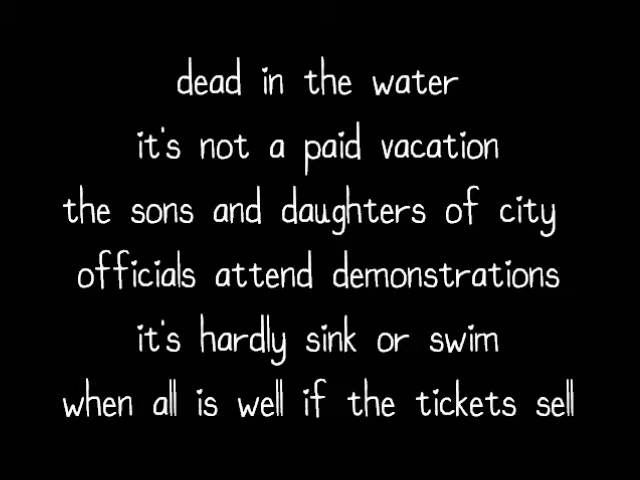 dead in the water
it's not a paid vacation
the sons and daughters of city
officials attend demonstrations
it's hardly sink or swim
when all is well if the tickets sell